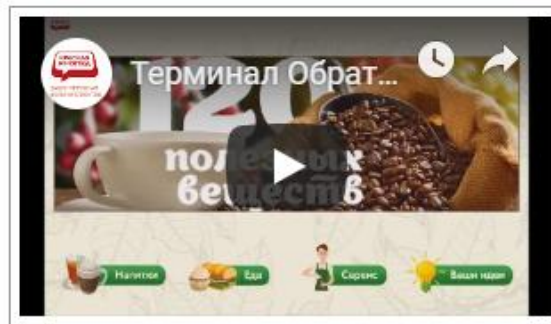 Терминал Обрат...
120
полезных
веществ
Напитки
Еда
Сервис
Ваши идеи